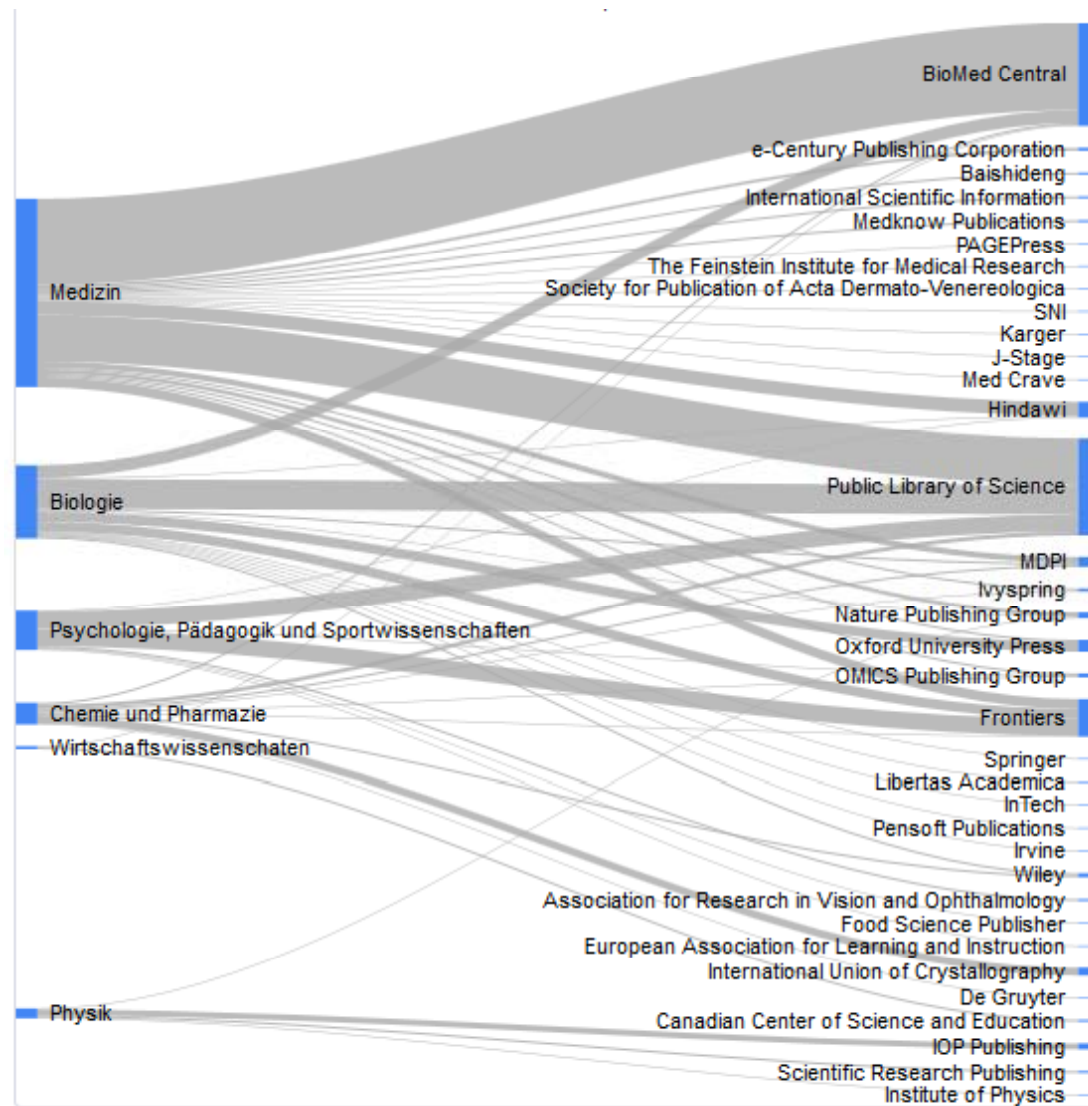 Medizin
Biologie
Psychologie, Pädagogik und Sportwissenschaften
Chemie und Pharmazie
Wirtschaftswissenschaten
Physik
BioMed Central
e-Century Publishing Corporation
Baishideng
International Scientific Information
Medknow Publications
PAGEPress
The Feinstein Institute for Medical Research
Society for Publication of Acta Dermato-Venereologica
SNI
Karger
J-Stage
Med Crave
Hindawi
Public Library of Science
MDPI
Ivyspring
Nature Publishing Group
Oxford University Press
OMICS Publishing Group
Frontiers
Springer
Libertas Academica
InTech
Pensoft Publications
Irvine
Wiley
Association for Research in Vision and Ophthalmology
Food Science Publisher
European Association for Learning and Instruction
International Union of Crystallography
De Gruyter
Canadian Center of Science and Education
IOP Publishing
Scientific Research Publishing
Institute of Physics